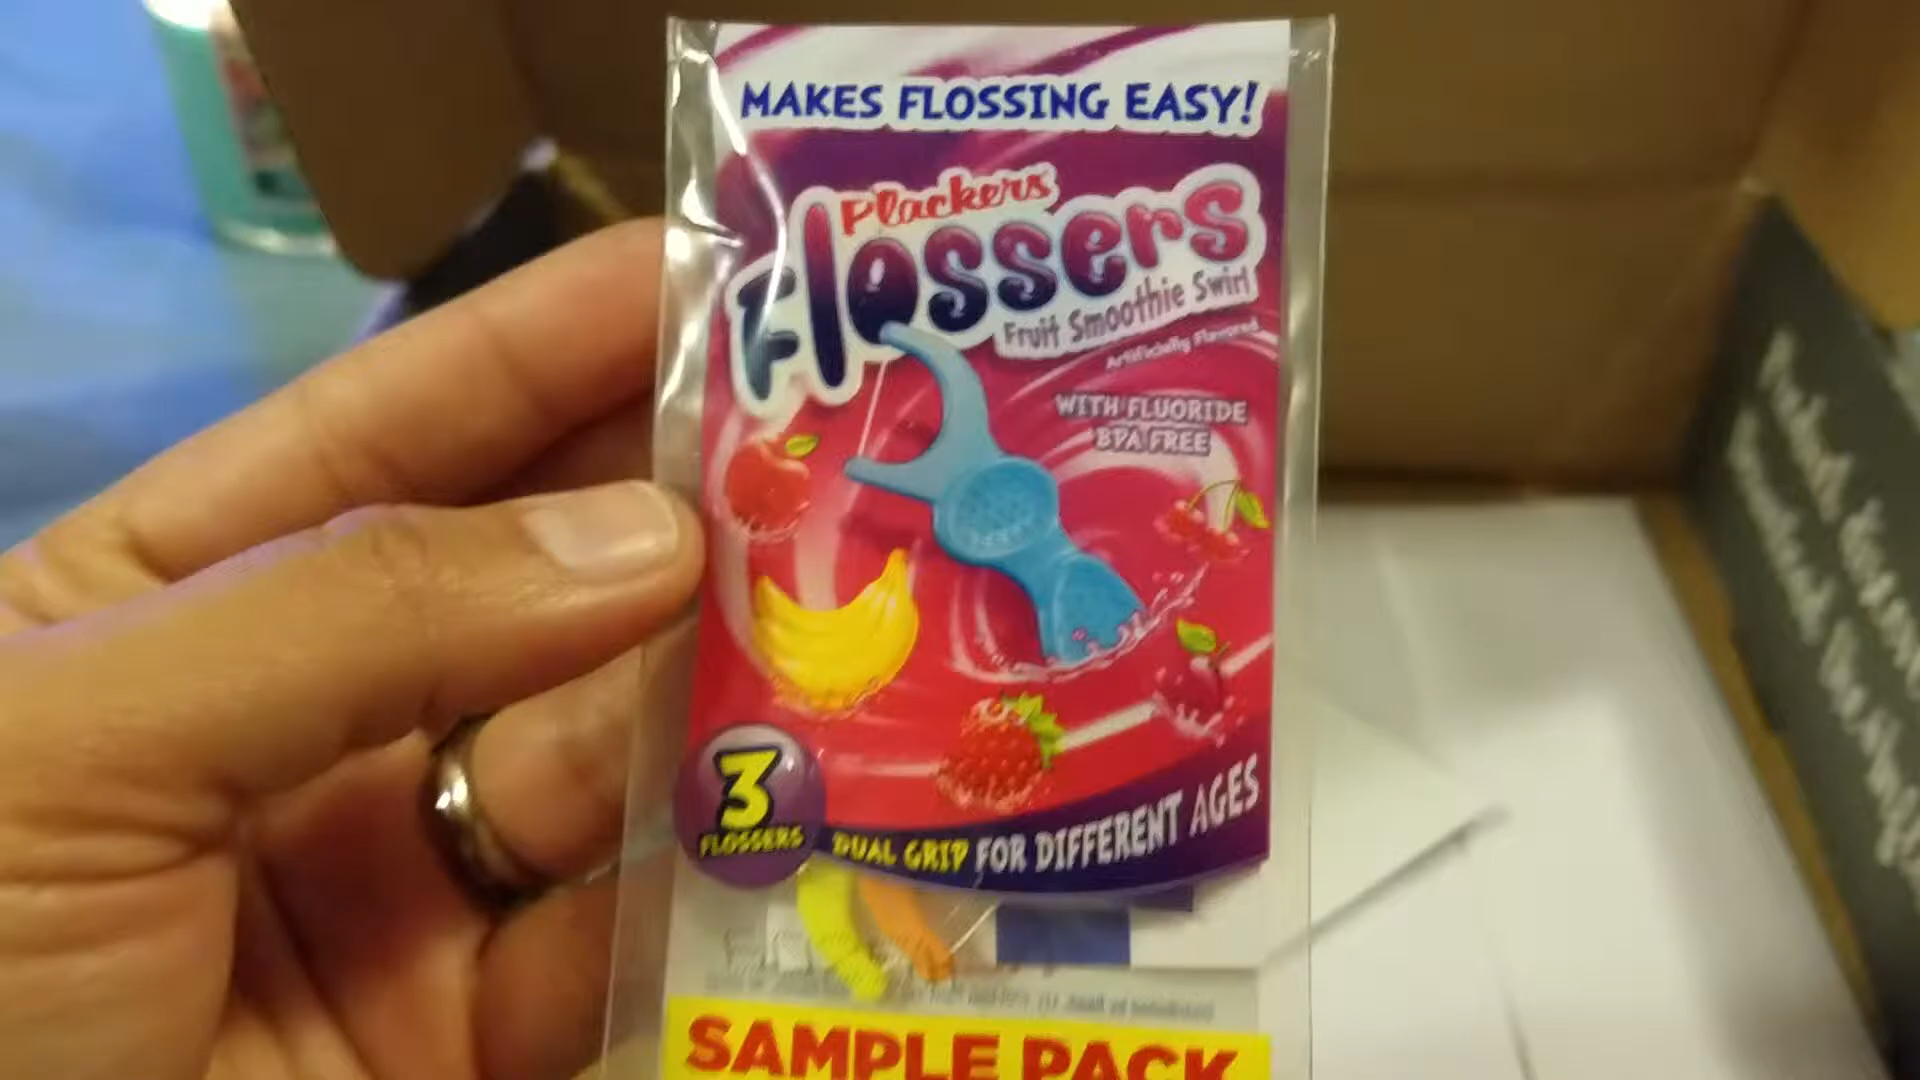 MAKES FLOSSING EASY!
Plackers
Flossers
Fruit Smoothie Swirl
Artificially Flavored
WITH FLUORIDE
BPA FREE
3
FLOSSERS
DUAL GRIP FOR DIFFERENT AGES
SAMPLE PACK